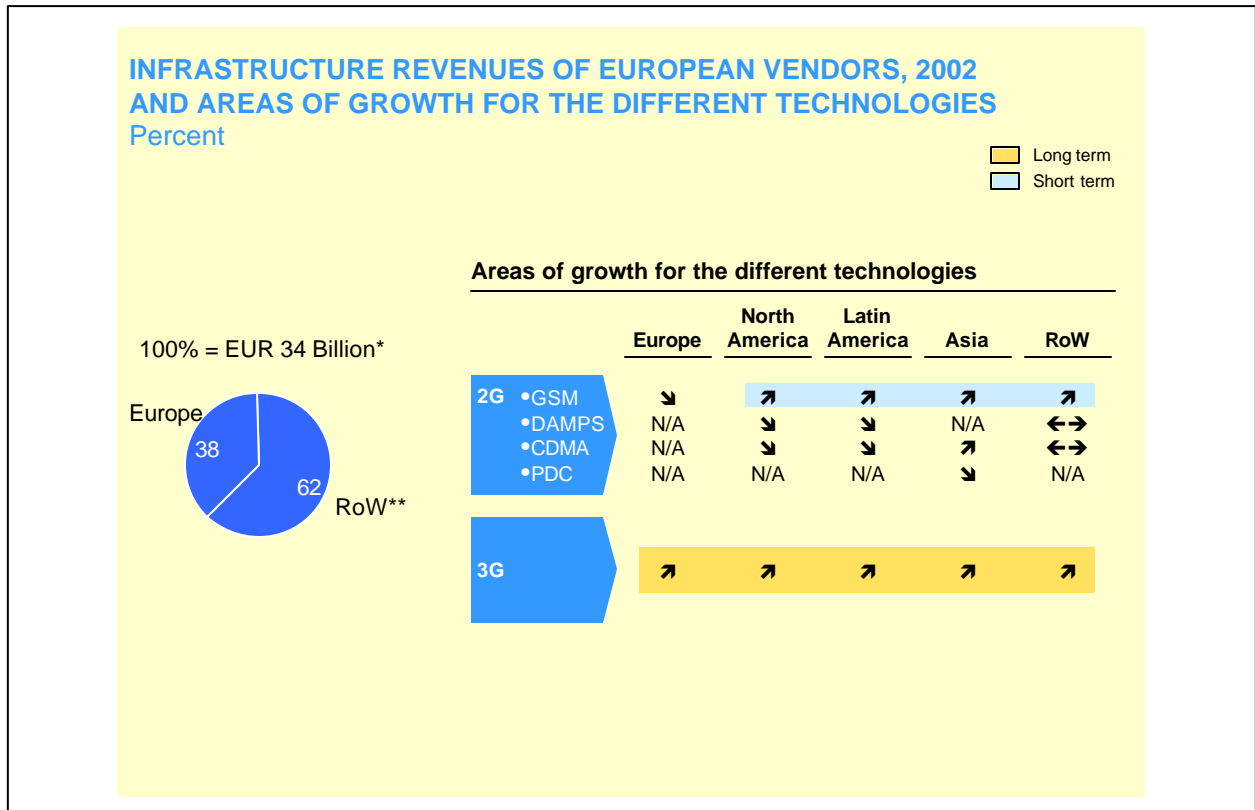 INFRASTRUCTURE REVENUES OF EUROPEAN VENDORS, 2002
AND AREAS OF GROWTH FOR THE DIFFERENT TECHNOLOGIES
Percent
Long term
Short term
Areas of growth for the different technologies
100% = EUR 34 Billion*
Europe
38
62
RoW**
Europe North America Latin America Asia RoW
2G •GSM ↘ ↗ ↗ ↗ ↗
•DAMPS N/A ↘ ↘ N/A ←→
•CDMA N/A ↘ ↘ ↗ ←→
•PDC N/A N/A N/A ↘ N/A
3G ↗ ↗ ↗ ↗ ↗